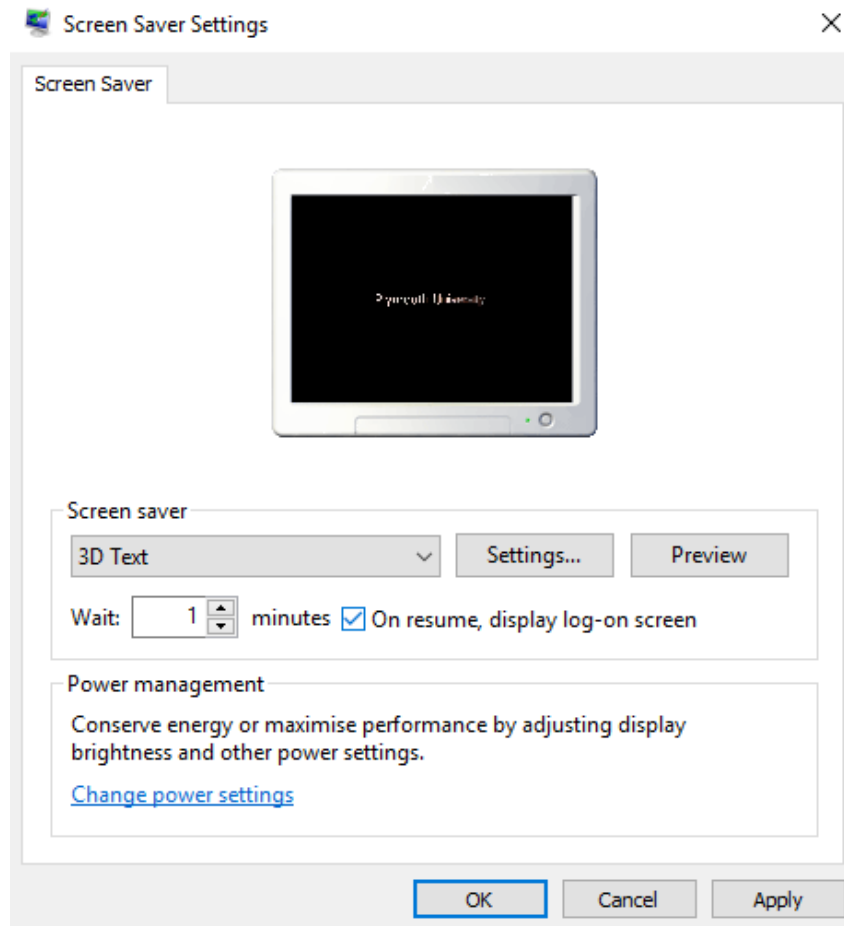 Screen Saver Settings
Screen Saver
Plymouth University
Screen saver
3D Text
Settings...
Preview
Wait: 1 minutes On resume, display log-on screen
Power management
Conserve energy or maximise performance by adjusting display
brightness and other power settings.
Change power settings
OK Cancel Apply